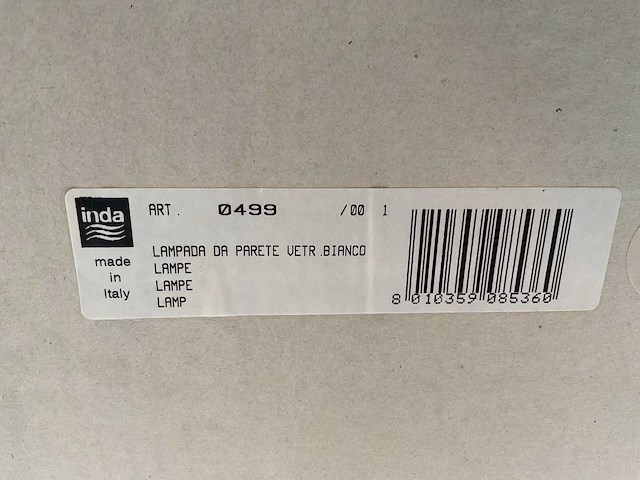 inda
made
in
Italy
ART. 0499 /00 1
LAMPADA DA PARETE VETR.BIANCO
LAMPE
LAMPE
LAMP
8 010359 085360